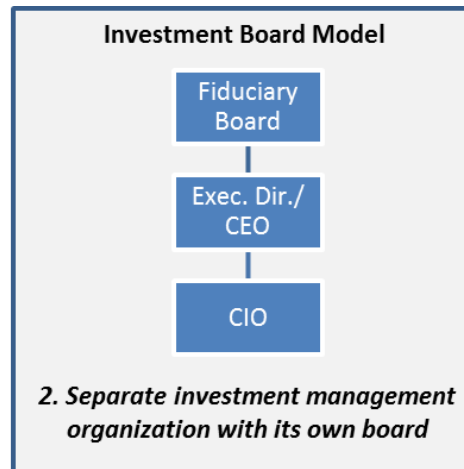 Investment Board Model
Fiduciary
Board
Exec. Dir./
CEO
CIO
2. Separate investment management
organization with its own board